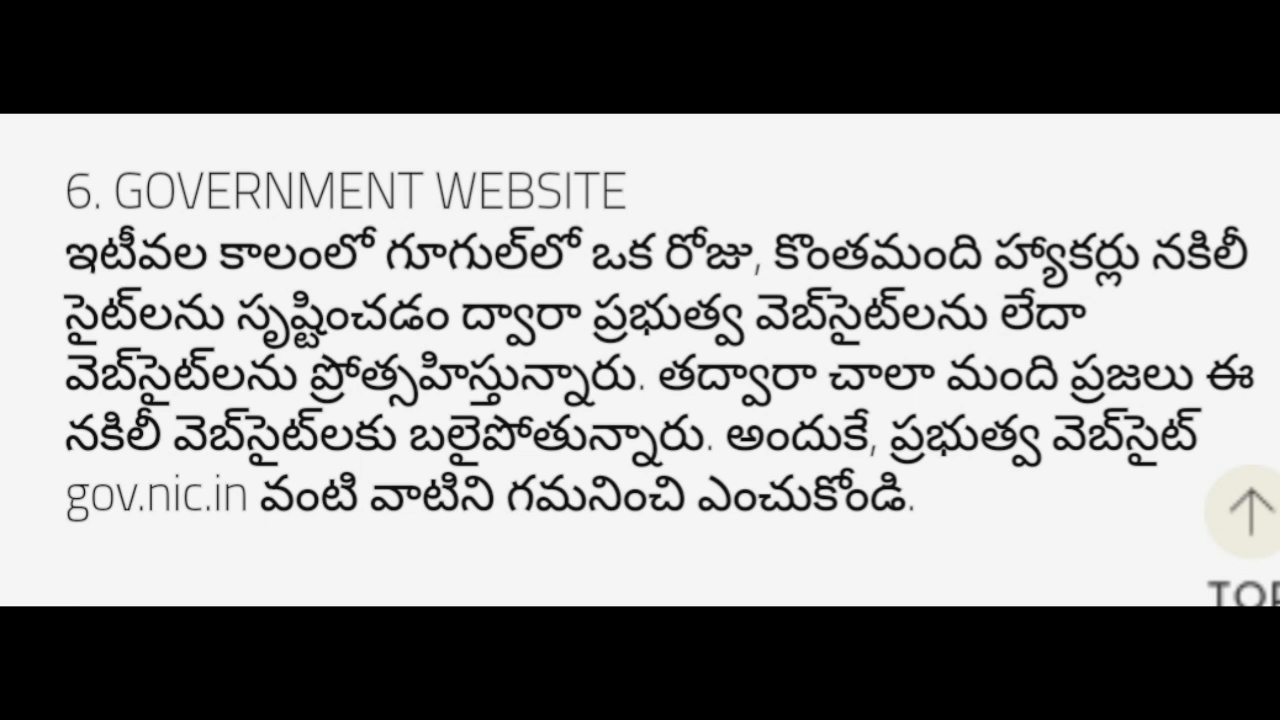 6. GOVERNMENT WEBSITE
ఇటీవల కాలంలో గూగుల్‌లో ఒక రోజు, కొంతమంది హ్యాకర్లు నకిలీ
సైట్‌లను సృష్టించడం ద్వారా ప్రభుత్వ వెబ్‌సైట్‌లను లేదా
వెబ్‌సైట్‌లను ప్రోత్సహిస్తున్నారు. తద్వారా చాలా మంది ప్రజలు ఈ
నకిలీ వెబ్‌సైట్‌లకు బలైపోతున్నారు. అందుకే, ప్రభుత్వ వెబ్‌సైట్
gov.nic.in వంటి వాటిని గమనించి ఎంచుకోండి.
TOP